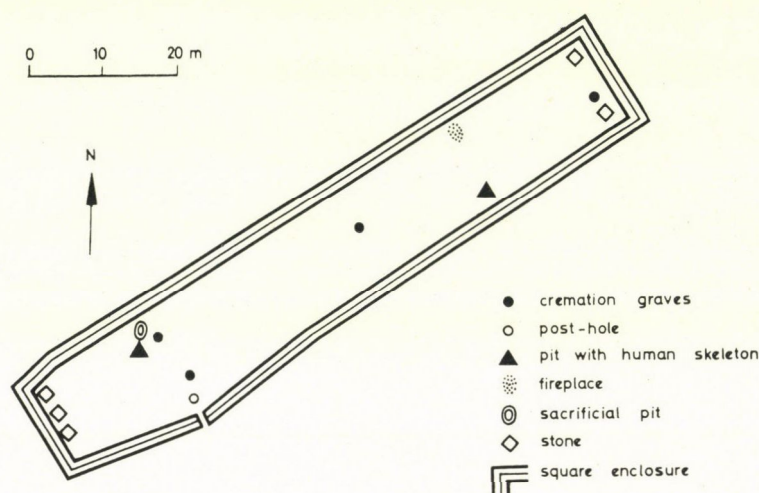 0 10 20 m
N
cremation graves
post-hole
pit with human skeleton
fireplace
sacrificial pit
stone
square enclosure